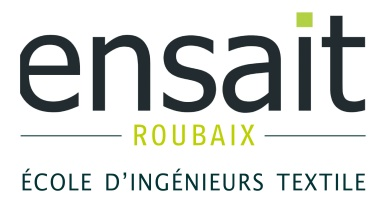 ensait
ROUBAIX
ÉCOLE D'INGÉNIEURS TEXTILE